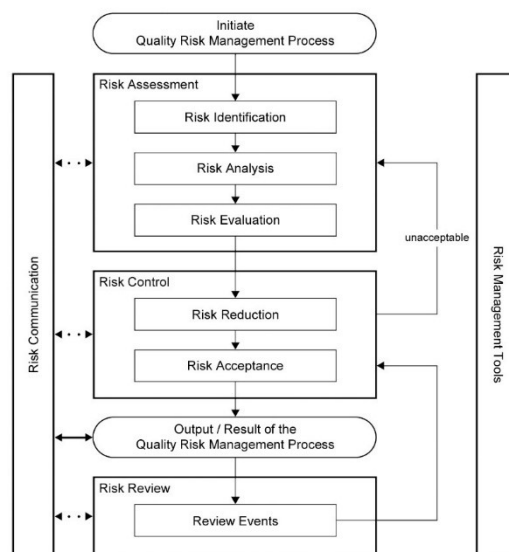 Initiate
Quality Risk Management Process
Risk Assessment
Risk Identification
Risk Analysis
Risk Evaluation
unacceptable
Risk Control
Risk Reduction
Risk Acceptance
Output / Result of the
Quality Risk Management Process
Risk Review
Review Events
Risk Communication
Risk Management Tools